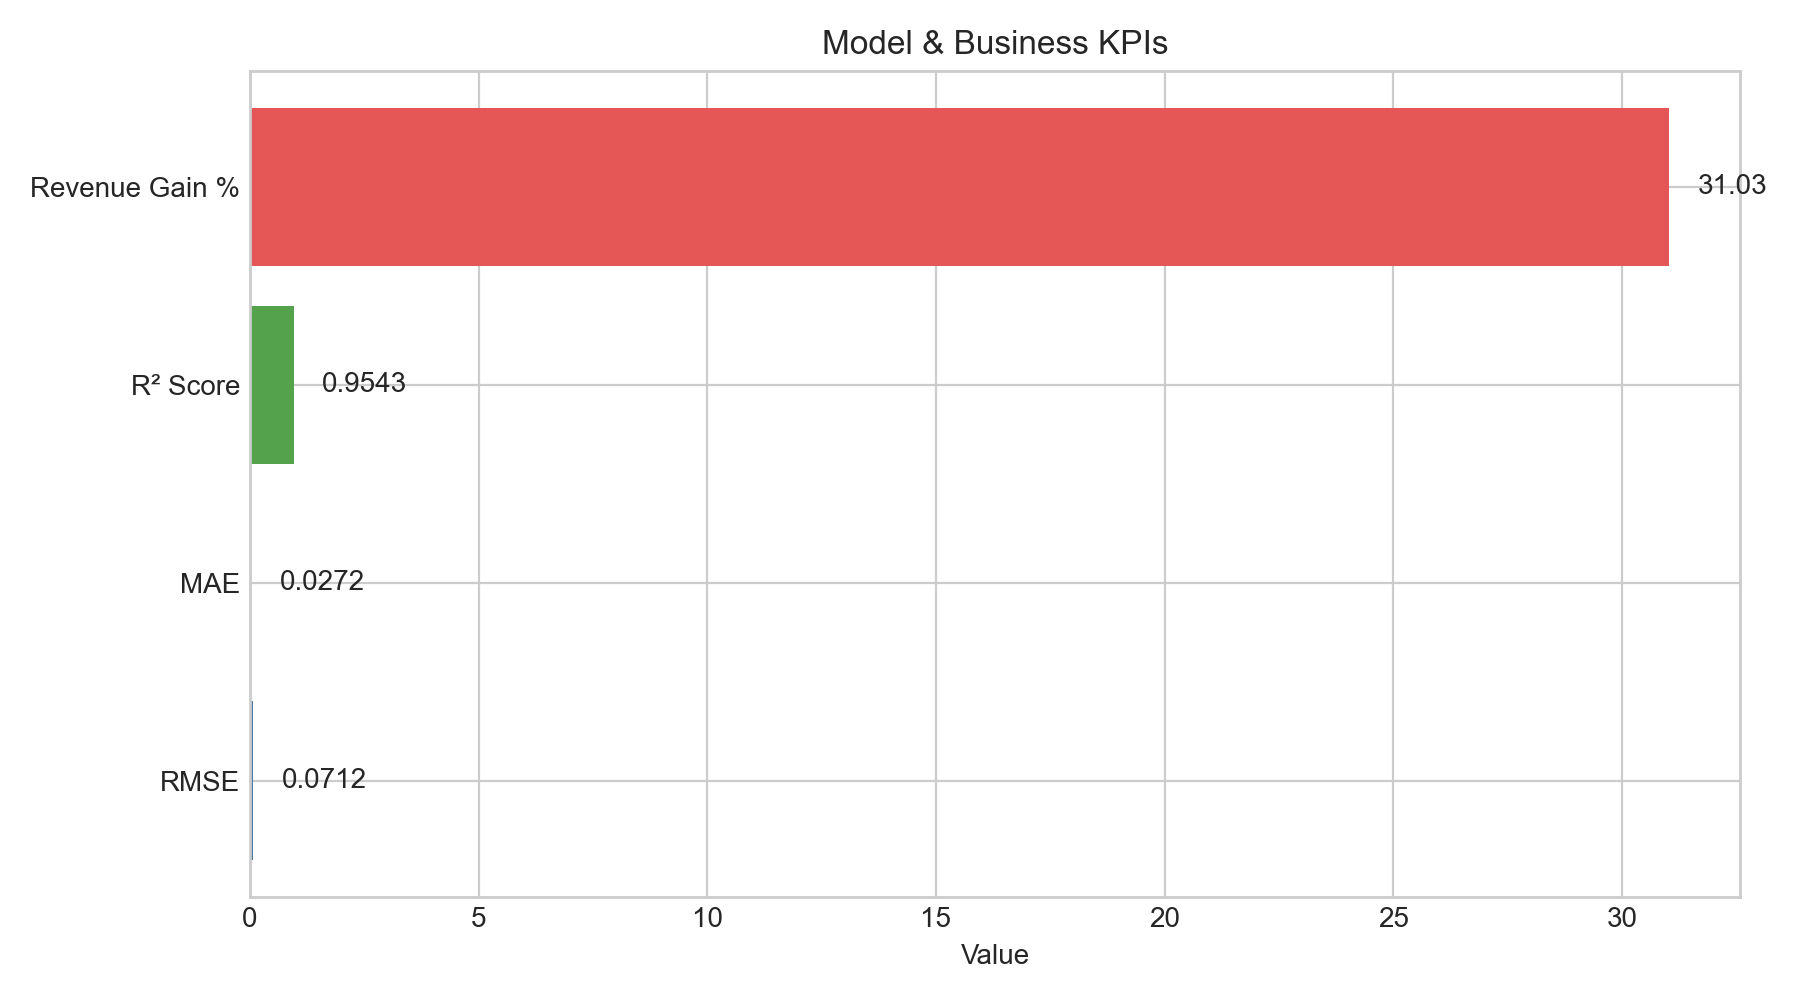 Model & Business KPIs
Revenue Gain %
31.03
R² Score
0.9543
MAE
0.0272
RMSE
0.0712
0 5 10 15 20 25 30
Value